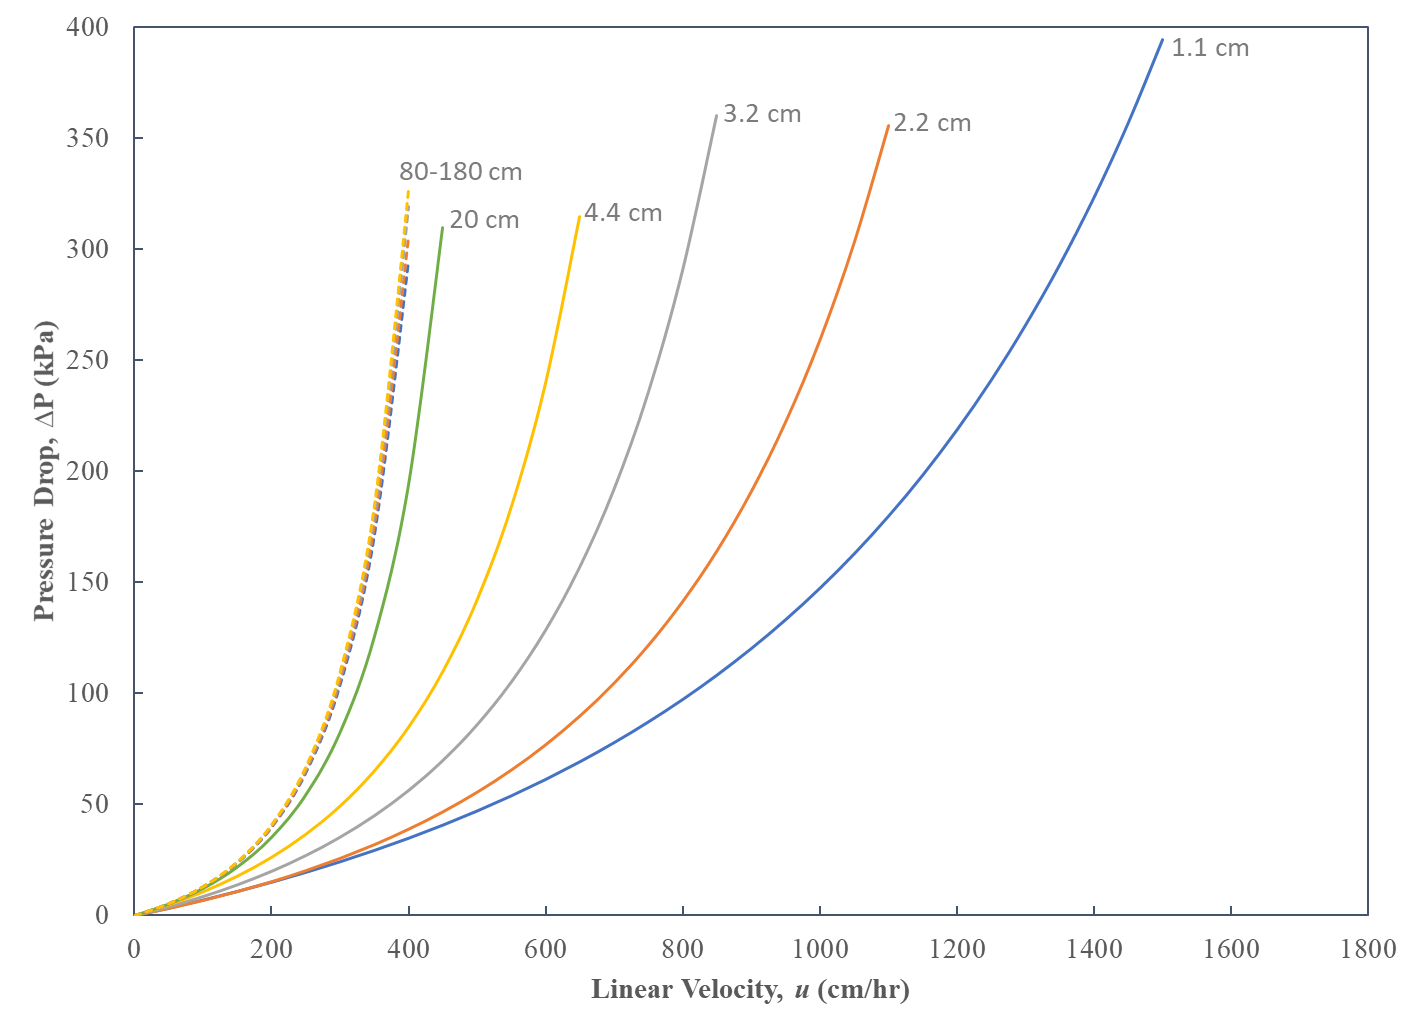 400
1.1 cm
350
3.2 cm
2.2 cm
80-180 cm
20 cm
4.4 cm
300
250
200
150
100
50
0
Pressure Drop, ΔP (kPa)
0 200 400 600 800 1000 1200 1400 1600 1800
Linear Velocity, u (cm/hr)